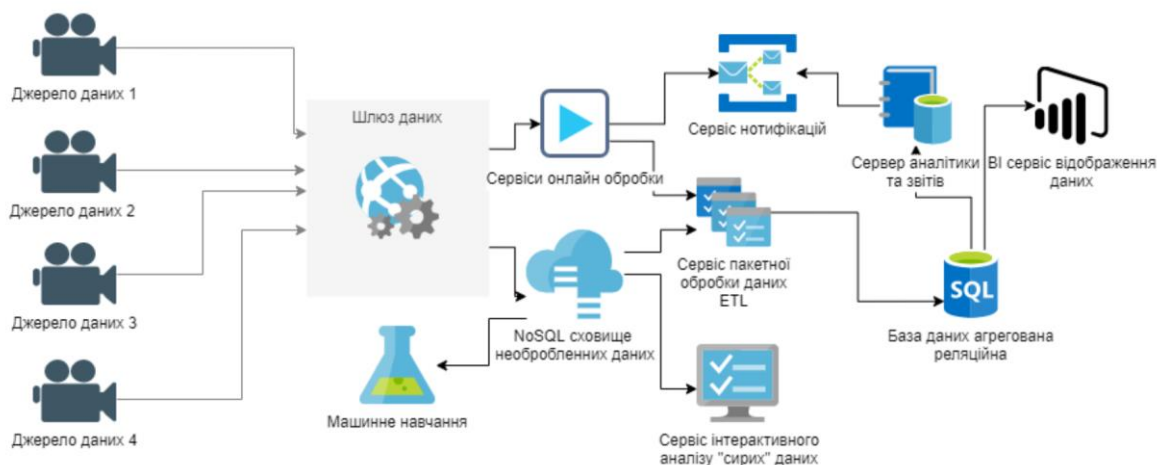 Джерело даних 1
Джерело даних 2
Джерело даних 3
Джерело даних 4
Шлюз даних
Сервіси онлайн обробки
Сервіс нотифікацій
Сервер аналітики
та звітів
BI сервіс відображення
даних
Сервіс пакетної
обробки даних
ETL
NoSQL сховище
необробленних даних
SQL
База даних агрегована
реляційна
Машинне навчання
Сервіс інтерактивного
аналізу "сирих" даних